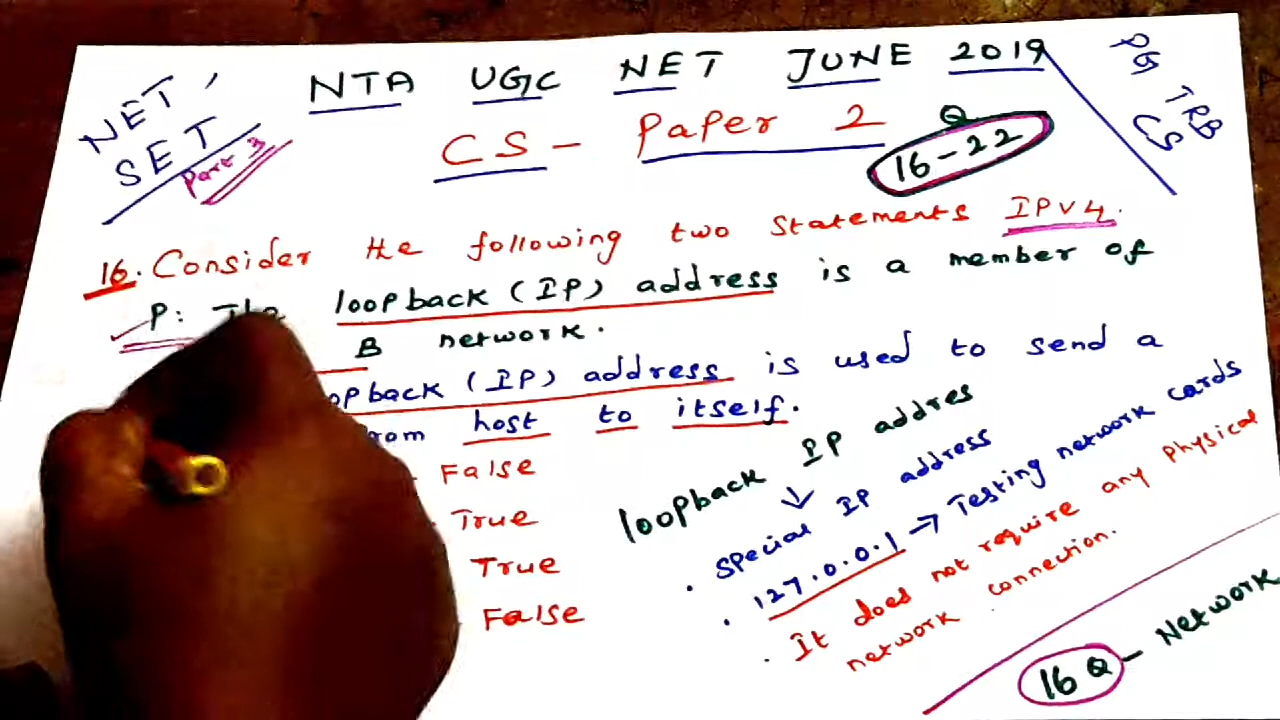 NET,
SET
Part 3
NTA UGC NET JUNE 2019
CS - Paper 2
Q
16-22
PG TRB
CS
16. Consider the following two statements IPV4.
P: The loopback (IP) address is a member of
B network.
opback (IP) address is used to send a
rom host to itself.
False
True
True
False
loopback IP addres
. special IP address
. 127.0.0.1 → Testing network cards
. It does not require any physical
network connection.
16 Q - Network